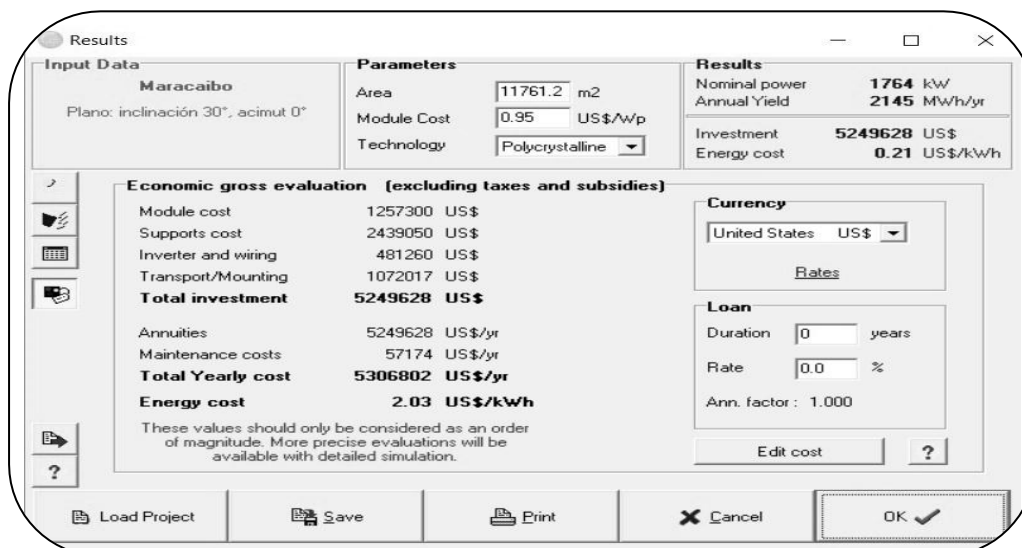 Results
Input Data
Maracaibo
Plano: inclinación 30°, acimut 0°
Parameters
Area 11761.2 m2
Module Cost 0.95 US$/Wp
Technology Polycrystalline
Results
Nominal power 1764 kW
Annual Yield 2145 MWh/yr
Investment 5249628 US$
Energy cost 0.21 US$/kWh
Economic gross evaluation (excluding taxes and subsidies)
Module cost 1257300 US$
Supports cost 2439050 US$
Inverter and wiring 481260 US$
Transport/Mounting 1072017 US$
Total investment 5249628 US$
Annuities 5249628 US$/yr
Maintenance costs 57174 US$/yr
Total Yearly cost 5306802 US$/yr
Energy cost 2.03 US$/kWh
These values should only be considered as an order
of magnitude. More precise evaluations will be
available with detailed simulation.
Currency
United States US$
Rates
Loan
Duration 0 years
Rate 0.0 %
Ann. factor : 1.000
Edit cost
?
?
Load Project
Save
Print
Cancel
OK